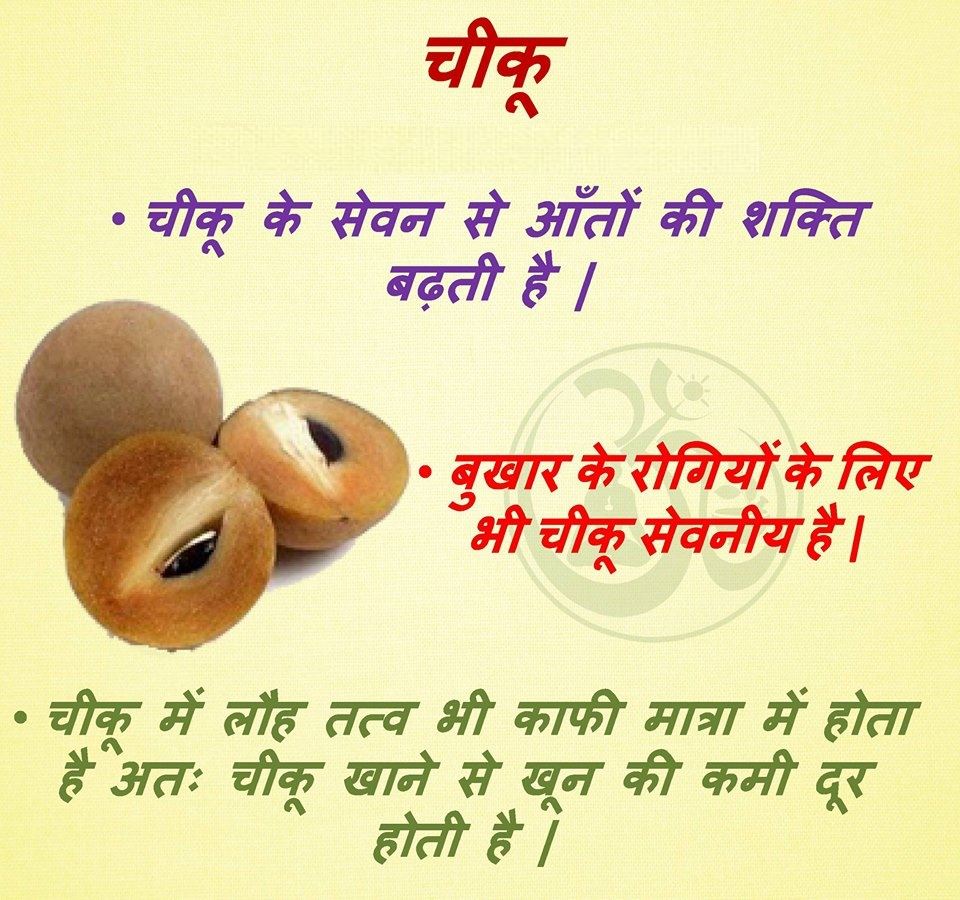 चीकू
• चीकू के सेवन से आँतों की शक्ति
बढ़ती है |
• बुखार के रोगियों के लिए
भी चीकू सेवनीय है |
• चीकू में लौह तत्व भी काफी मात्रा में होता
है अतः चीकू खाने से खून की कमी दूर
होती है |